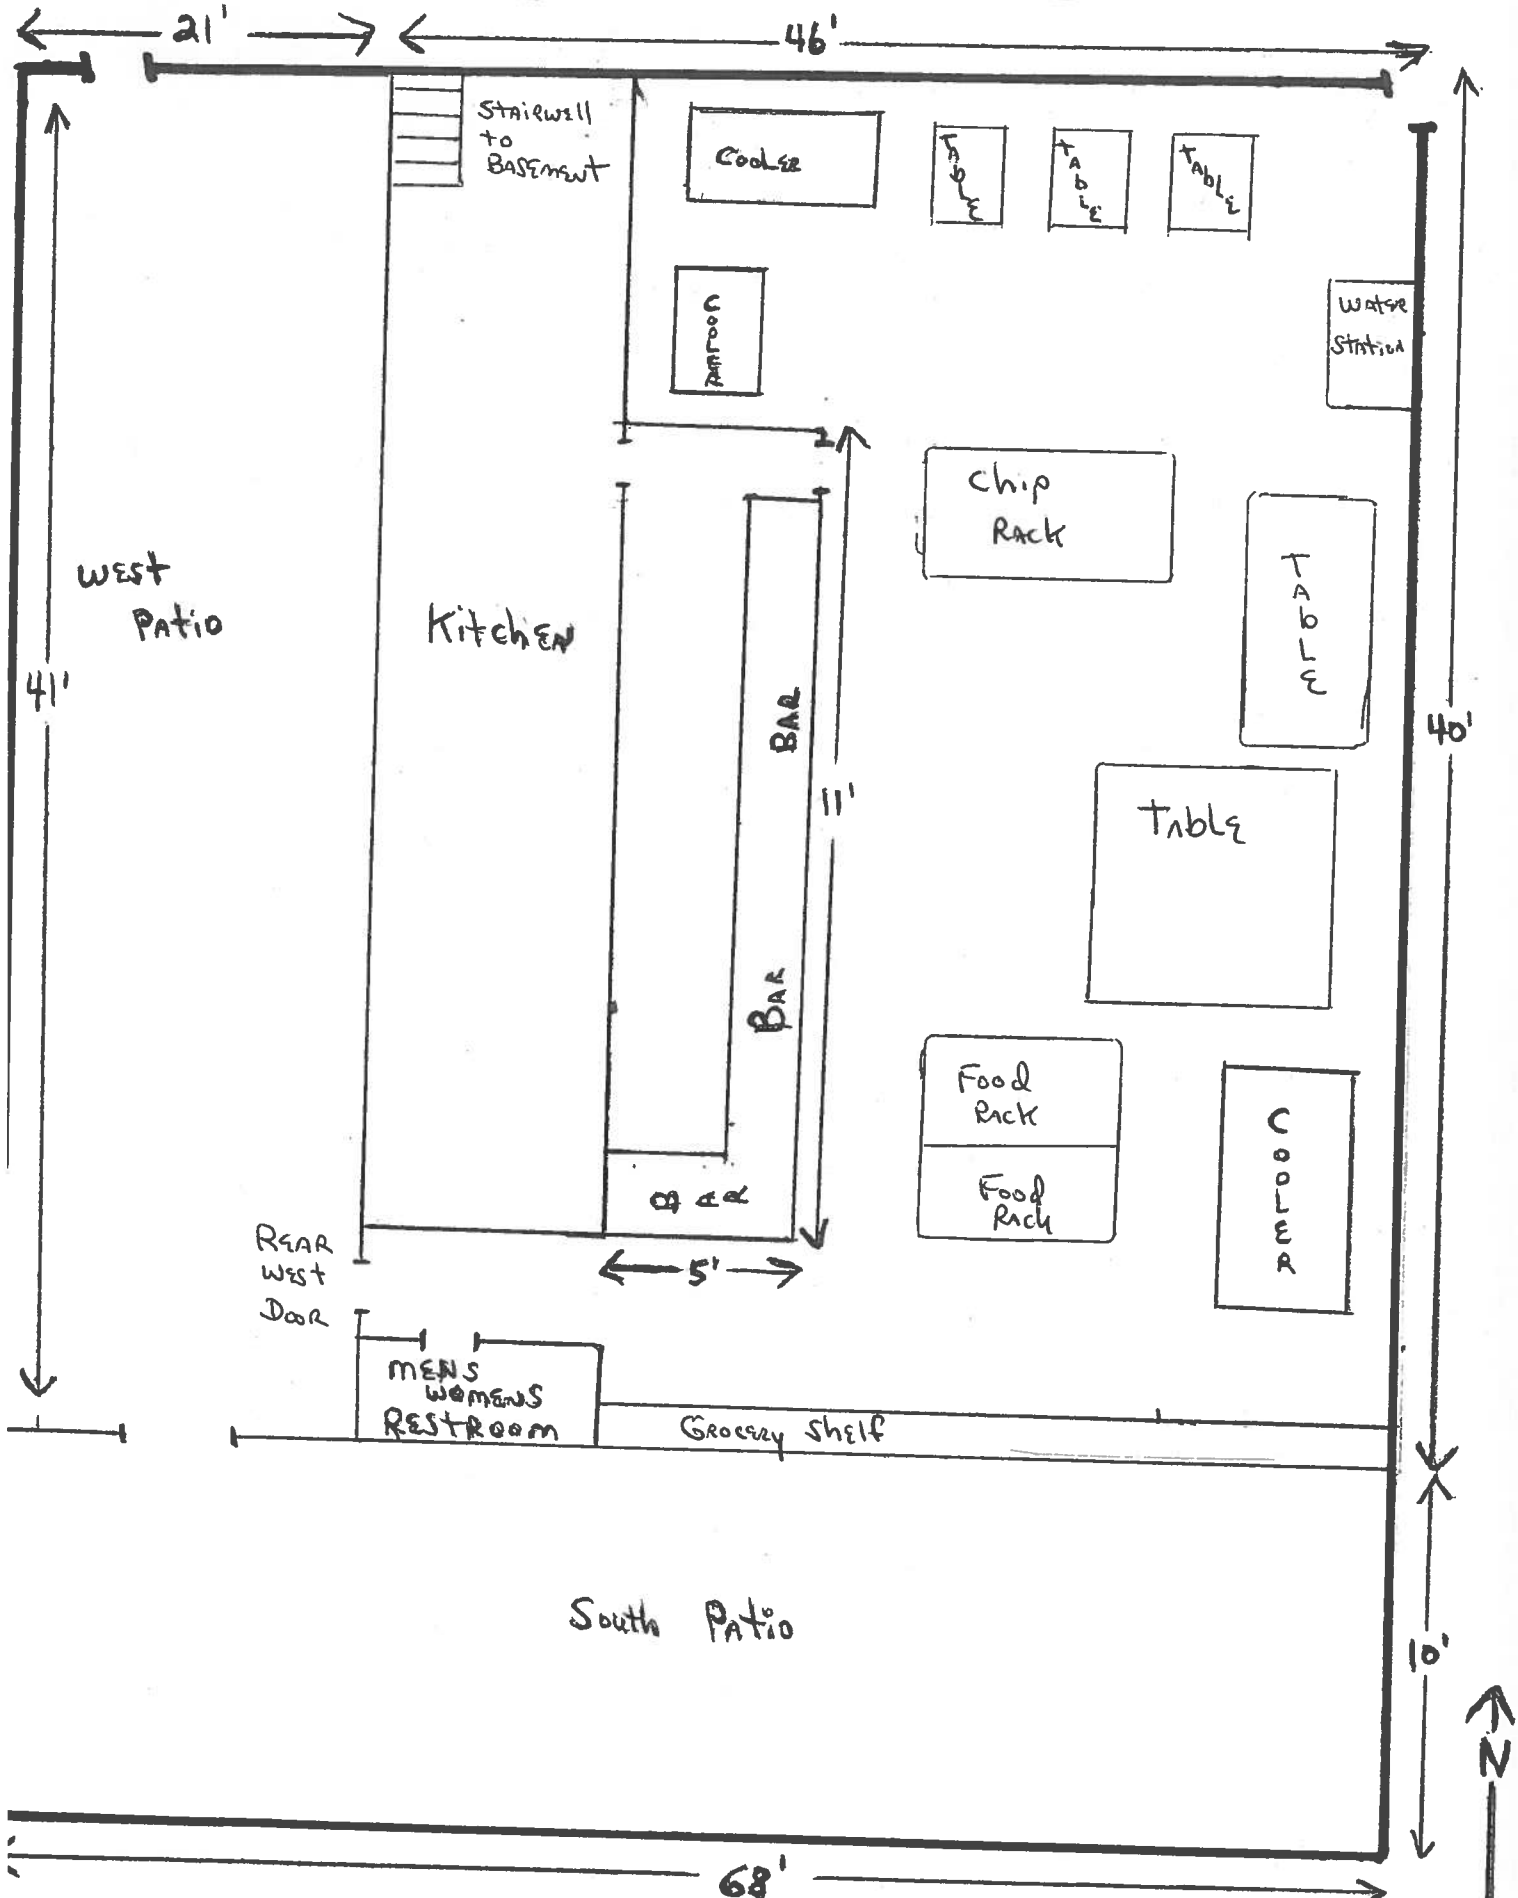 21'
46'
Stairwell
to
Basement
Cooler
Table
Table
Table
Cooler
Water
Station
Chip
Rack
Table
West
Patio
Kitchen
41'
Bar
40'
11'
Table
Bar
Food
Rack
Cooler
Food
Rack
Bar
Rear
West
Door
5'
Mens
Womens
Restroom
Grocery Shelf
South Patio
10'
N
68'